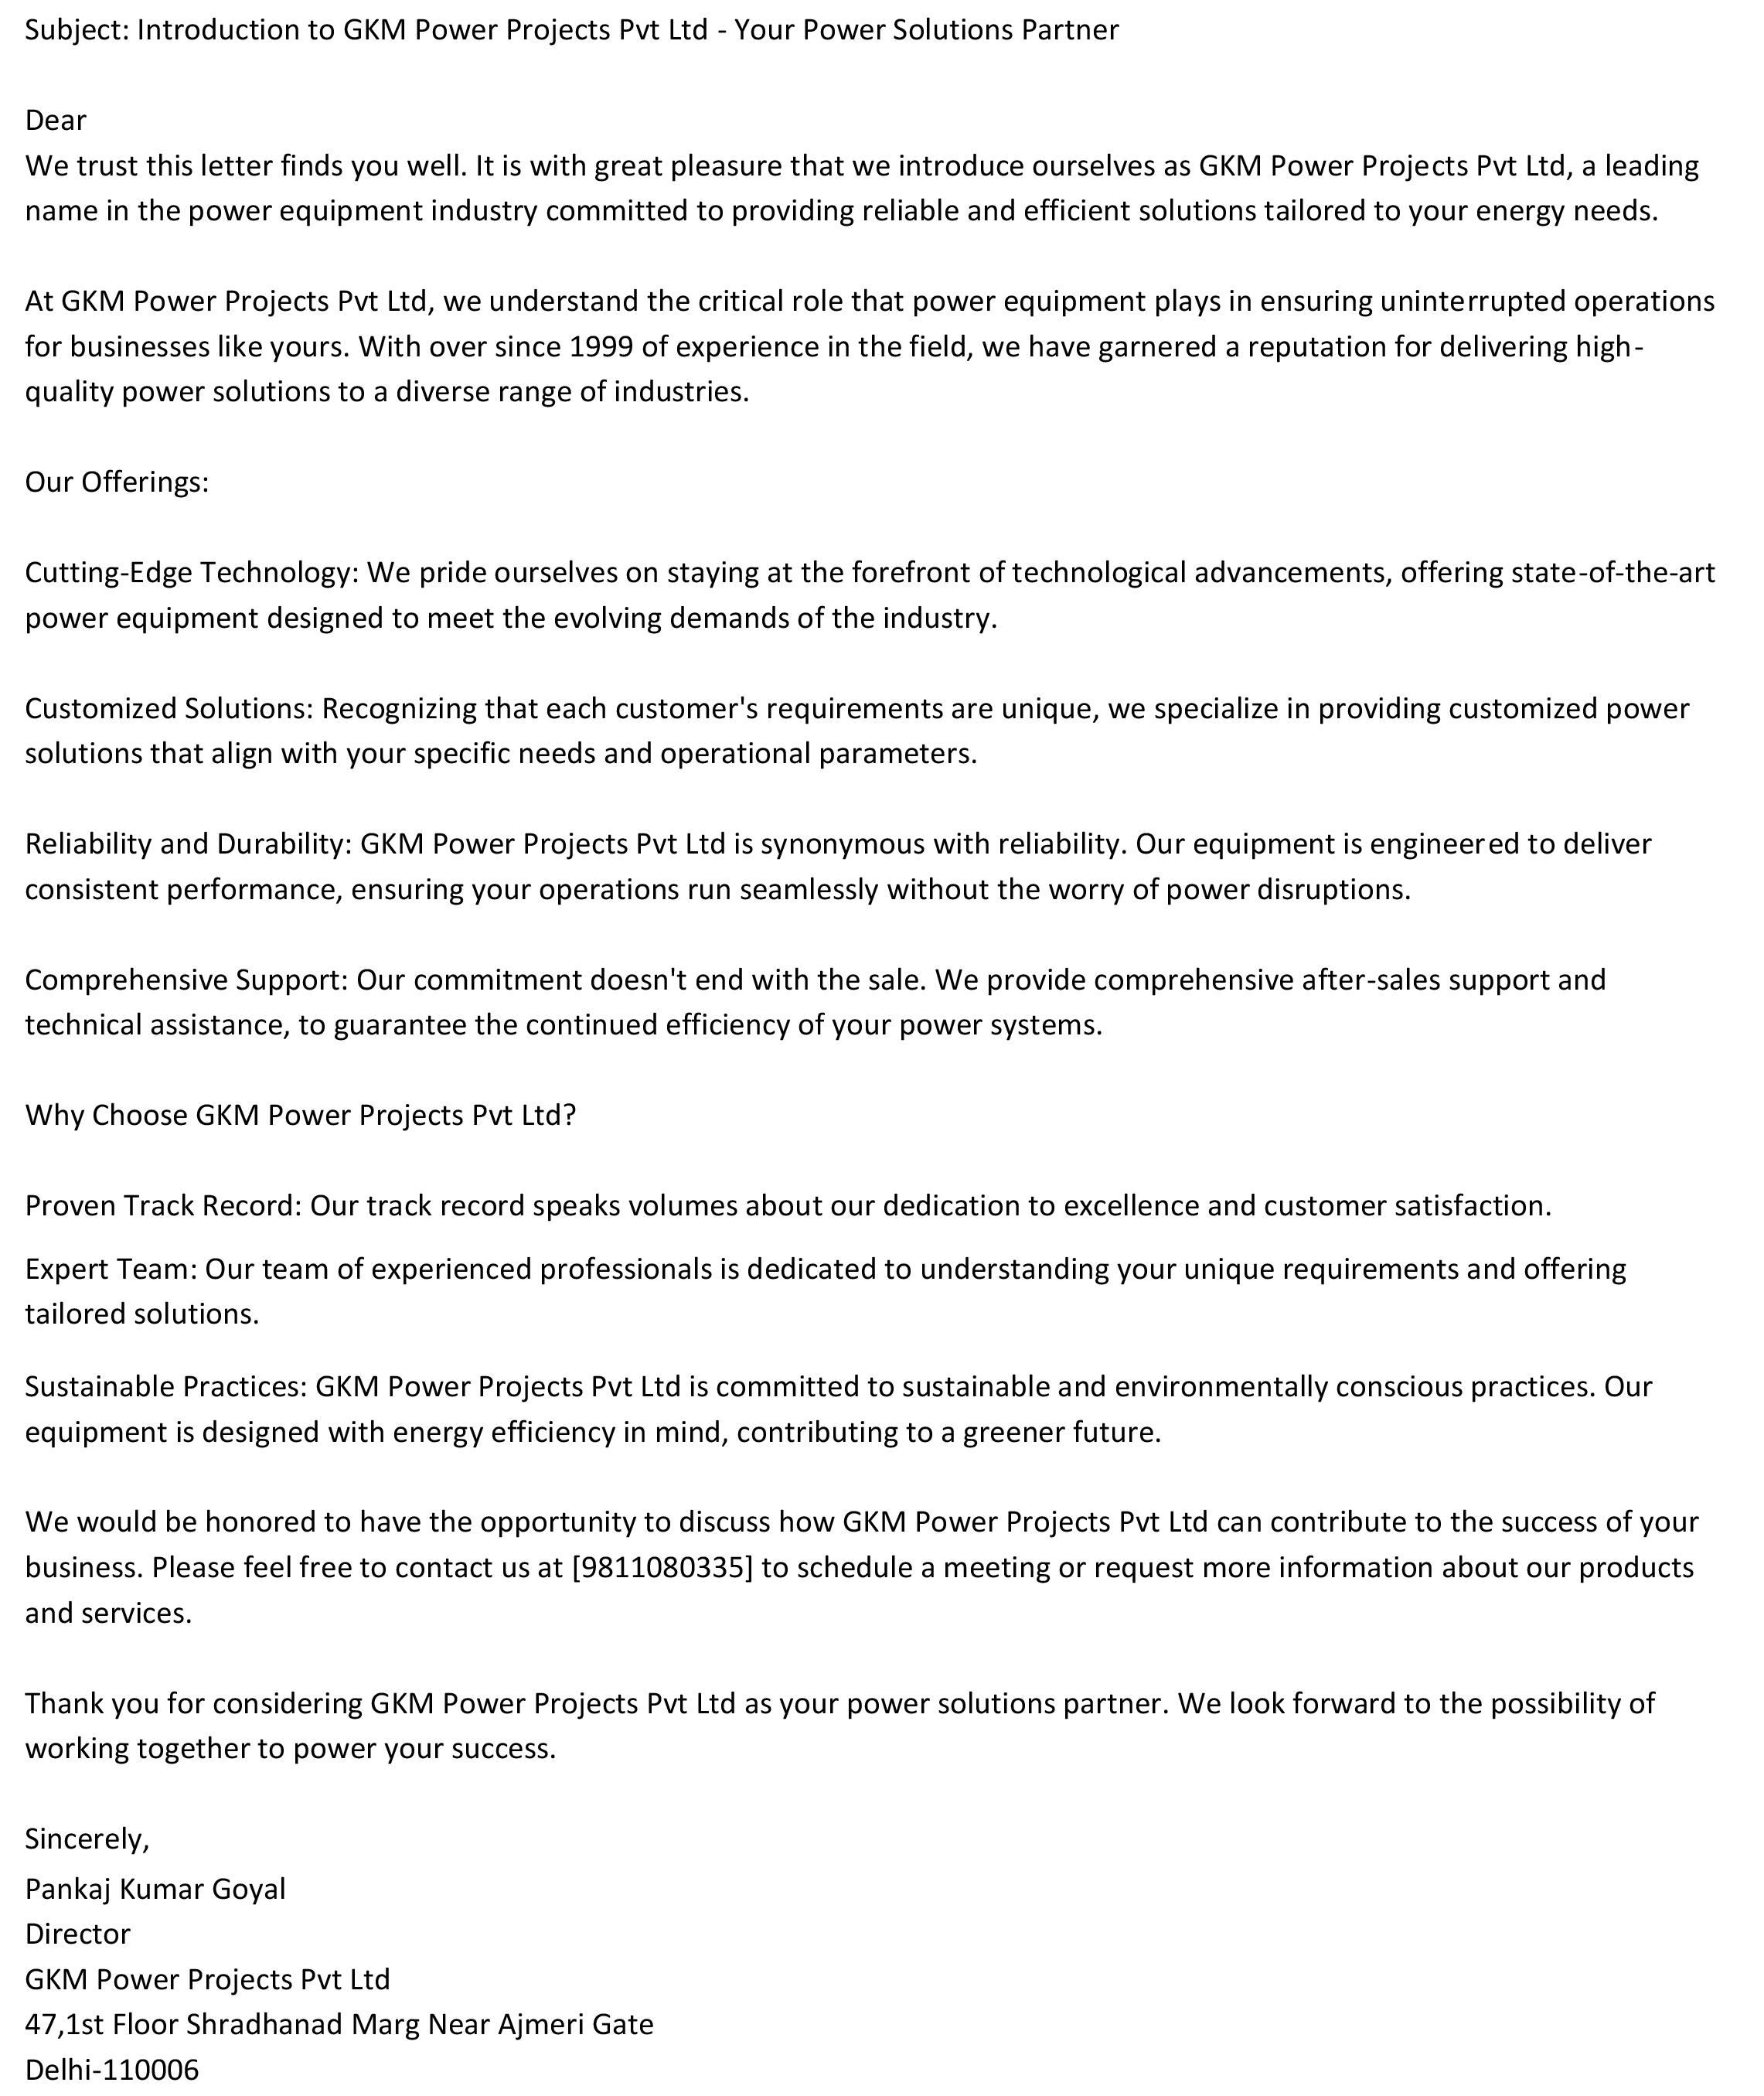 Subject: Introduction to GKM Power Projects Pvt Ltd - Your Power Solutions Partner
Dear
We trust this letter finds you well. It is with great pleasure that we introduce ourselves as GKM Power Projects Pvt Ltd, a leading
name in the power equipment industry committed to providing reliable and efficient solutions tailored to your energy needs.
At GKM Power Projects Pvt Ltd, we understand the critical role that power equipment plays in ensuring uninterrupted operations
for businesses like yours. With over since 1999 of experience in the field, we have garnered a reputation for delivering high-
quality power solutions to a diverse range of industries.
Our Offerings:
Cutting-Edge Technology: We pride ourselves on staying at the forefront of technological advancements, offering state-of-the-art
power equipment designed to meet the evolving demands of the industry.
Customized Solutions: Recognizing that each customer's requirements are unique, we specialize in providing customized power
solutions that align with your specific needs and operational parameters.
Reliability and Durability: GKM Power Projects Pvt Ltd is synonymous with reliability. Our equipment is engineered to deliver
consistent performance, ensuring your operations run seamlessly without the worry of power disruptions.
Comprehensive Support: Our commitment doesn't end with the sale. We provide comprehensive after-sales support and
technical assistance, to guarantee the continued efficiency of your power systems.
Why Choose GKM Power Projects Pvt Ltd?
Proven Track Record: Our track record speaks volumes about our dedication to excellence and customer satisfaction.
Expert Team: Our team of experienced professionals is dedicated to understanding your unique requirements and offering
tailored solutions.
Sustainable Practices: GKM Power Projects Pvt Ltd is committed to sustainable and environmentally conscious practices. Our
equipment is designed with energy efficiency in mind, contributing to a greener future.
We would be honored to have the opportunity to discuss how GKM Power Projects Pvt Ltd can contribute to the success of your
business. Please feel free to contact us at [9811080335] to schedule a meeting or request more information about our products
and services.
Thank you for considering GKM Power Projects Pvt Ltd as your power solutions partner. We look forward to the possibility of
working together to power your success.
Sincerely,
Pankaj Kumar Goyal
Director
GKM Power Projects Pvt Ltd
47,1st Floor Shradhanad Marg Near Ajmeri Gate
Delhi-110006